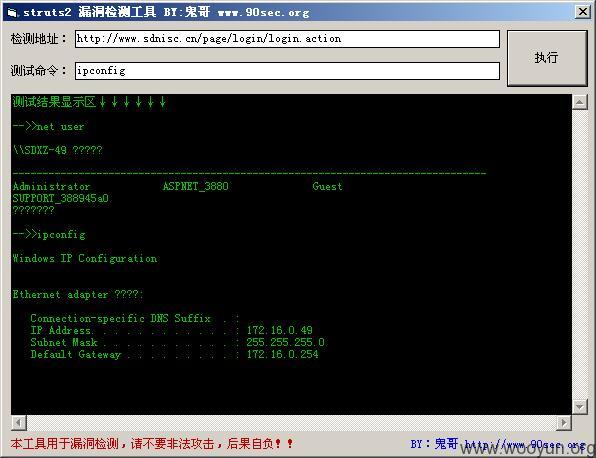 struts2 漏洞检测工具 BY:鬼哥 www.90sec.org
检测地址： http://www.sdnisc.cn/page/login/login.action
执行
测试命令： ipconfig
测试结果显示区↓↓↓↓↓↓
-->>net user
\\SDXZ-49 ?????
-------------------------------------------------------------------------------
Administrator ASPNET_3880 Guest
SUPPORT_388945a0
???????
-->>ipconfig
Windows IP Configuration
Ethernet adapter ????:
Connection-specific DNS Suffix . :
IP Address. . . . . . . . . . . . : 172.16.0.49
Subnet Mask . . . . . . . . . . . : 255.255.255.0
Default Gateway . . . . . . . . . : 172.16.0.254
本工具用于漏洞检测，请不要非法攻击，后果自负！！
BY：鬼哥 http://www.90sec.org
www.wooyun.org